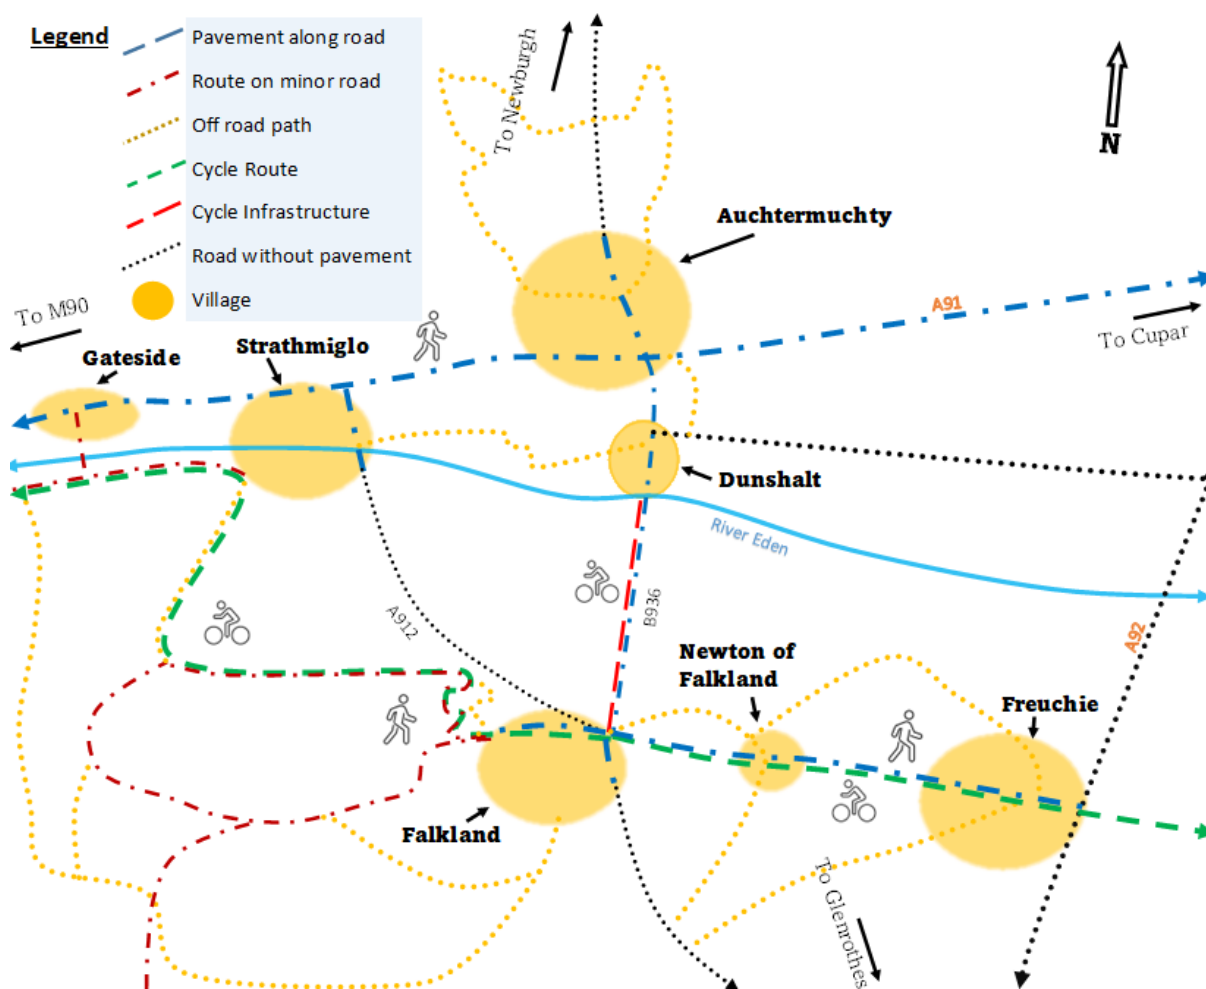 Legend
Pavement along road
Route on minor road
Off road path
Cycle Route
Cycle Infrastructure
Road without pavement
Village
To Newburgh
N
Auchtermuchty
To M90
A91
To Cupar
Gateside
Strathmiglo
Dunshalt
River Eden
A912
B936
A92
Newton of
Falkland
Freuchie
Falkland
To Glenrothes